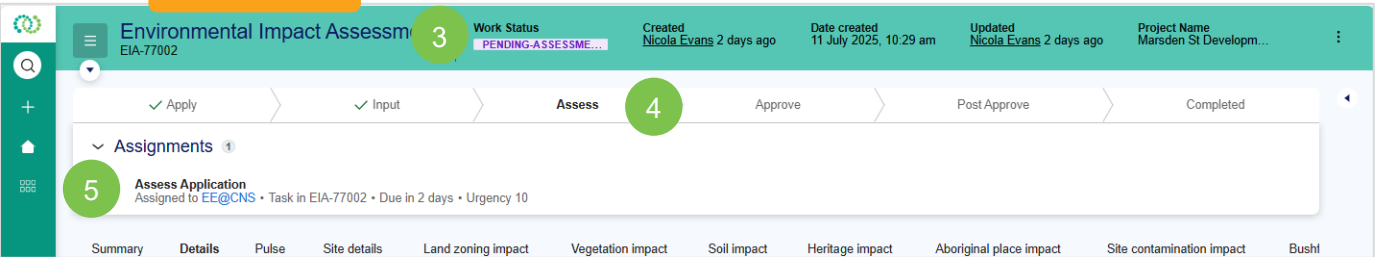 Environmental Impact Assessm
EIA-77002
3
Work Status
PENDING-ASSESSME...
Created
Nicola Evans 2 days ago
Date created
11 July 2025, 10:29 am
Updated
Nicola Evans 2 days ago
Project Name
Marsden St Developm...
Apply
Input
Assess
4
Approve
Post Approve
Completed
Assignments 1
5
Assess Application
Assigned to EE@CNS • Task in EIA-77002 • Due in 2 days • Urgency 10
Summary Details Pulse Site details Land zoning impact Vegetation impact Soil impact Heritage impact Aboriginal place impact Site contamination impact Bushf